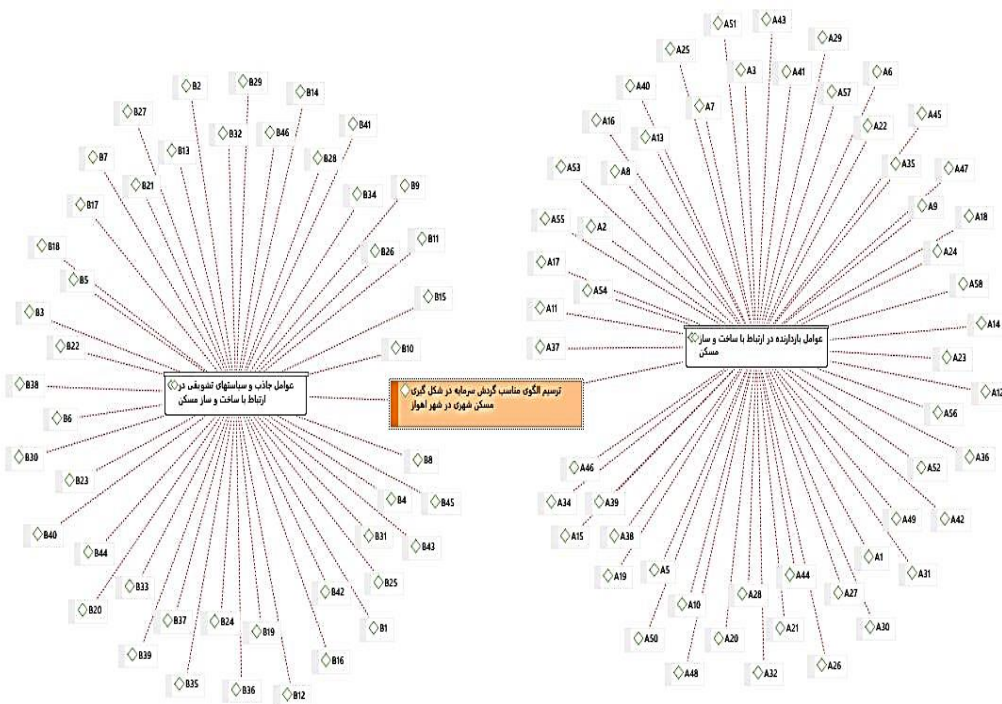 A51
A43
A29
A25
A3
A41
A6
A40
A7
A57
B2
B29
B14
B27
A16
A13
A22
A45
B32
B46
B41
B7
B13
B28
A53
A8
A35
A47
B21
B34
B9
B17
A55
A2
A9
A18
B18
B26
B11
A17
A24
B5
A54
A58
B3
B15
A11
A14
B22
B10
A37
عوامل بازدارنده در ارتباط با ساخت و ساز
مسکن
A23
B38
عوامل جاذب و سیاستهای تشویقی در
ارتباط با ساخت و ساز مسکن
ترسیم الگوی مناسب گردش سرمایه در شکل گیری
مسکن شهری در شهر اهواز
A12
B6
A56
B30
B8
A46
A52
A36
B23
B4
B45
A34
A39
B40
B44
B31
B43
A15
A38
A49
A42
B33
B25
A19
A5
A44
A1
A31
B20
B37
B24
B19
B42
B1
A10
A28
A27
B39
B16
A50
A20
A21
A30
B35
B36
B12
A48
A32
A26